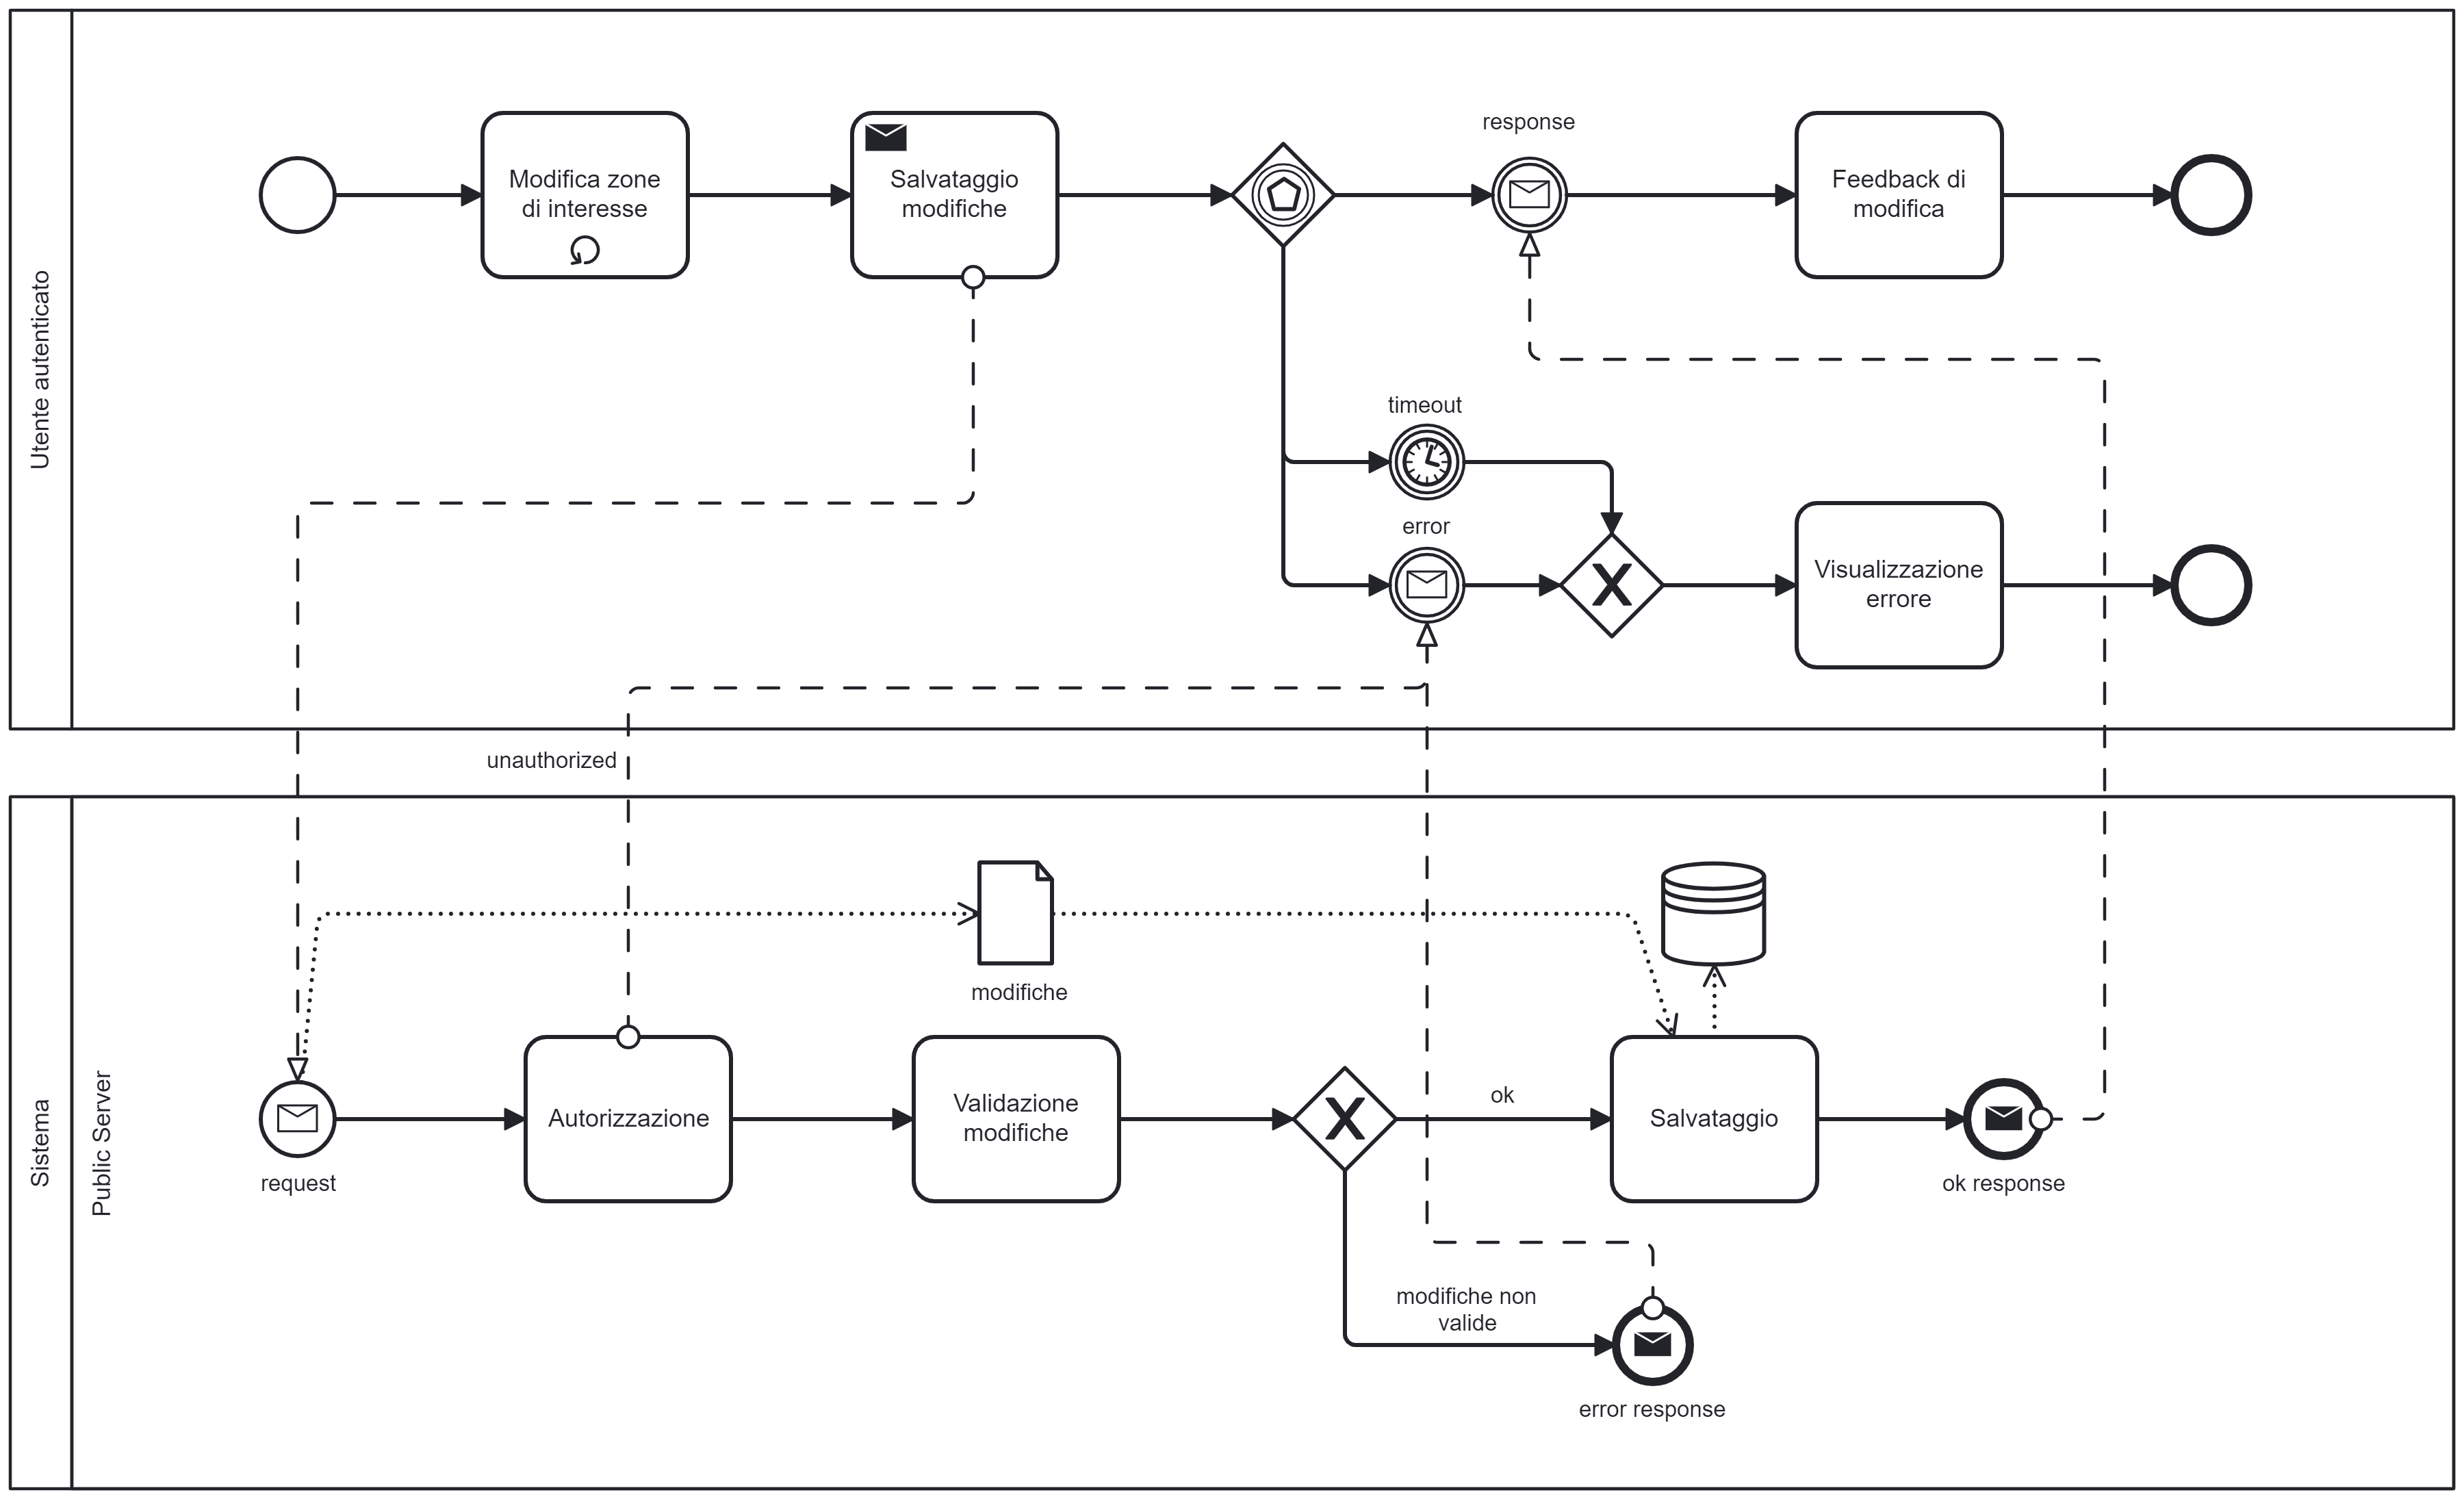 Utente autenticato
Modifica zone
di interesse
Salvataggio
modifiche
response
Feedback di
modifica
timeout
error
Visualizzazione
errore
unauthorized
Sistema
Public Server
modifiche
request
Autorizzazione
Validazione
modifiche
ok
Salvataggio
ok response
modifiche non
valide
error response